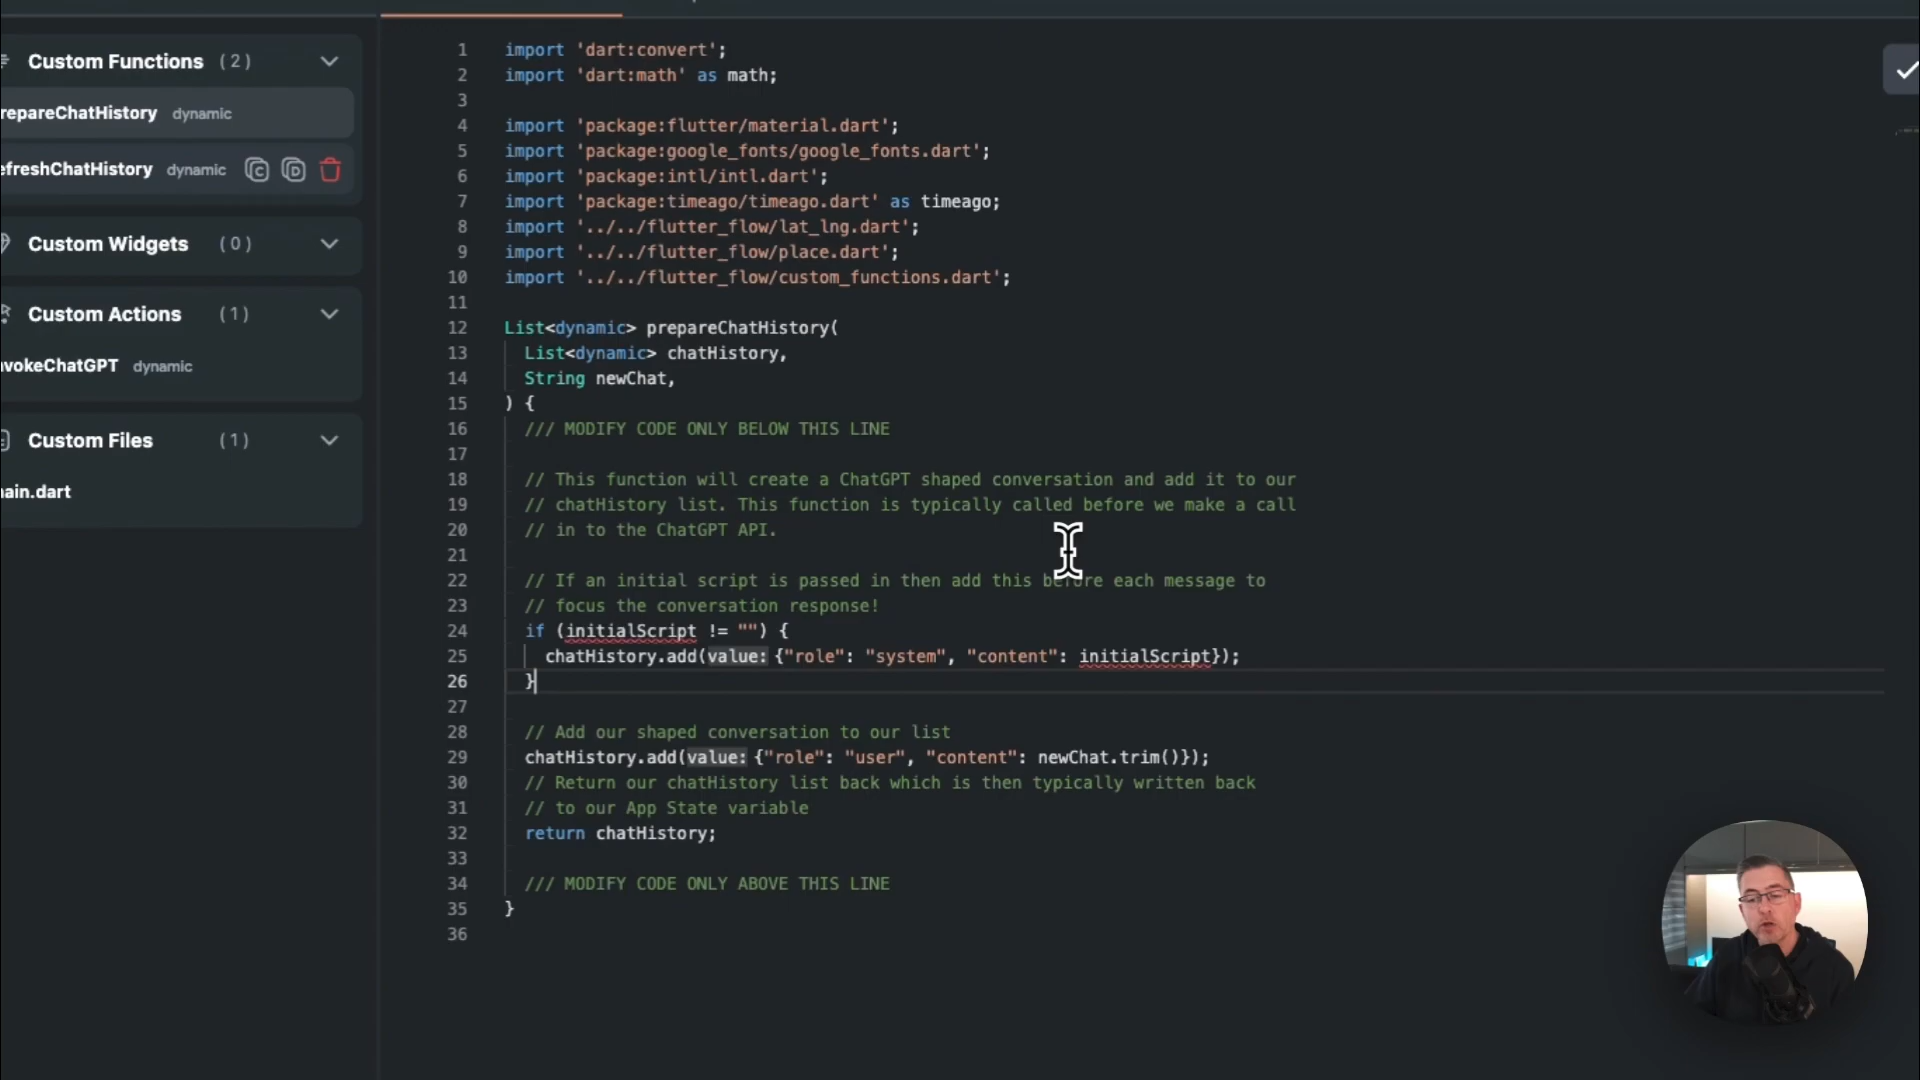 Custom Functions (2)
repareChatHistory dynamic
efreshChatHistory dynamic
Custom Widgets (0)
Custom Actions (1)
nvokeChatGPT dynamic
Custom Files (1)
ain.dart
1 import 'dart:convert';
2 import 'dart:math' as math;
3
4 import 'package:flutter/material.dart';
5 import 'package:google_fonts/google_fonts.dart';
6 import 'package:intl/intl.dart';
7 import 'package:timeago/timeago.dart' as timeago;
8 import '../../flutter_flow/lat_lng.dart';
9 import '../../flutter_flow/place.dart';
10 import '../../flutter_flow/custom_functions.dart';
11
12 List<dynamic> prepareChatHistory(
13 List<dynamic> chatHistory,
14 String newChat,
15 ) {
16 /// MODIFY CODE ONLY BELOW THIS LINE
17
18 // This function will create a ChatGPT shaped conversation and add it to our
19 // chatHistory list. This function is typically called before we make a call
20 // in to the ChatGPT API.
21
22 // If an initial script is passed in then add this before each message to
23 // focus the conversation response!
24 if (initialScript != "") {
25 chatHistory.add(value: {"role": "system", "content": initialScript});
26 }
27
28 // Add our shaped conversation to our list
29 chatHistory.add(value: {"role": "user", "content": newChat.trim()});
30 // Return our chatHistory list back which is then typically written back
31 // to our App State variable
32 return chatHistory;
33
34 /// MODIFY CODE ONLY ABOVE THIS LINE
35 }
36